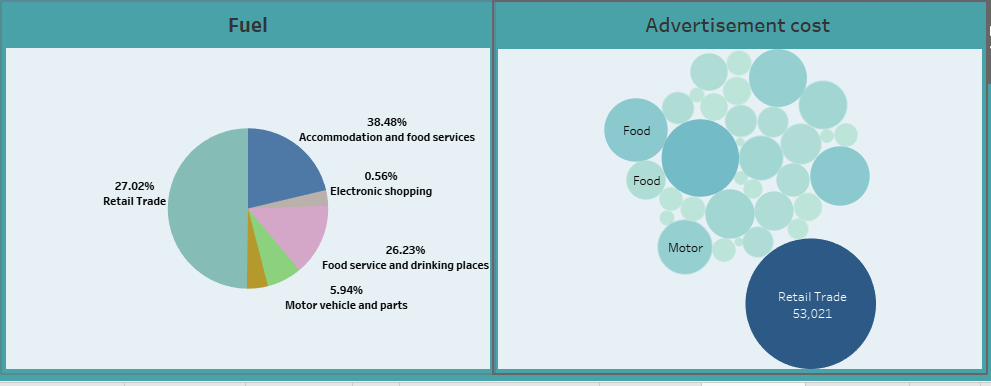 Fuel
38.48%
Accommodation and food services
0.56%
Electronic shopping
27.02%
Retail Trade
26.23%
Food service and drinking places
5.94%
Motor vehicle and parts
Advertisement cost
Food
Food
Motor
Retail Trade
53,021